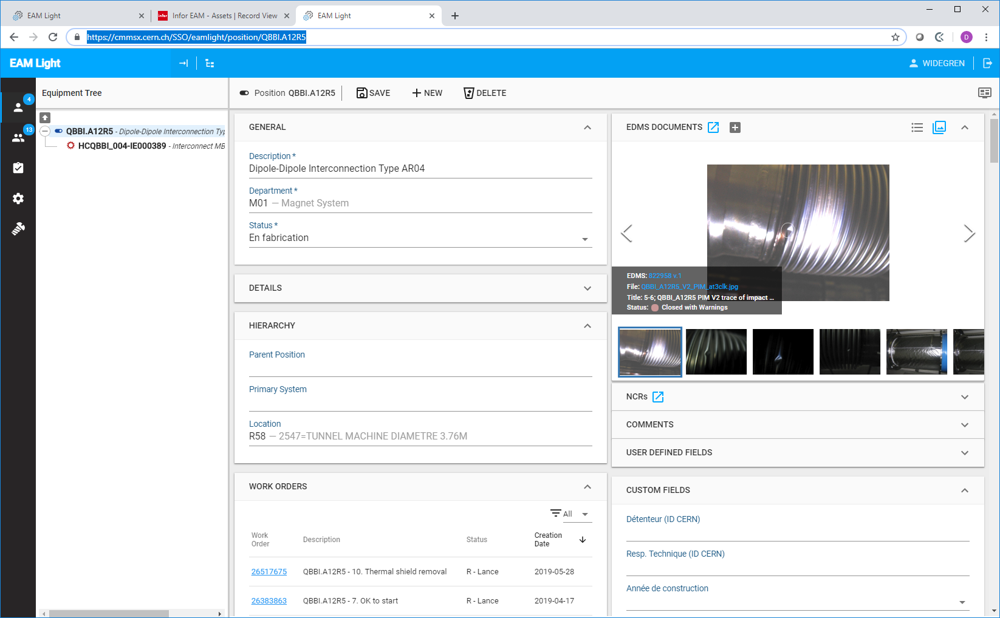 EAM Light
Infor EAM - Assets | Record View
EAM Light
https://cmmsx.cern.ch/SSO/eamlight/position/QBBI.A12R5
D
EAM Light
WIDEGREN
4
13
Equipment Tree
QBBI.A12R5 - Dipole-Dipole Interconnection Typ
HCQBBI_004-IE000389 - Interconnect MB
Position QBBI.A12R5
SAVE
NEW
DELETE
GENERAL
Description *
Dipole-Dipole Interconnection Type AR04
Department *
M01 — Magnet System
Status *
En fabrication
DETAILS
HIERARCHY
Parent Position
Primary System
Location
R58 — 2547=TUNNEL MACHINE DIAMETRE 3.76M
WORK ORDERS
All
Work Order
Description
Status
Creation Date
26517675 QBBI.A12R5 - 10. Thermal shield removal R - Lance 2019-05-28
26383863 QBBI.A12R5 - 7. OK to start R - Lance 2019-04-17
EDMS DOCUMENTS
EDMS: 822958 v.1
File: QBBI_A12R5_V2_PIM_at3clk.jpg
Title: 5-6; QBBI_A12R5 PIM V2 trace of impact ...
Status: Closed with Warnings
NCRs
COMMENTS
USER DEFINED FIELDS
CUSTOM FIELDS
Détenteur (ID CERN)
Resp. Technique (ID CERN)
Année de construction